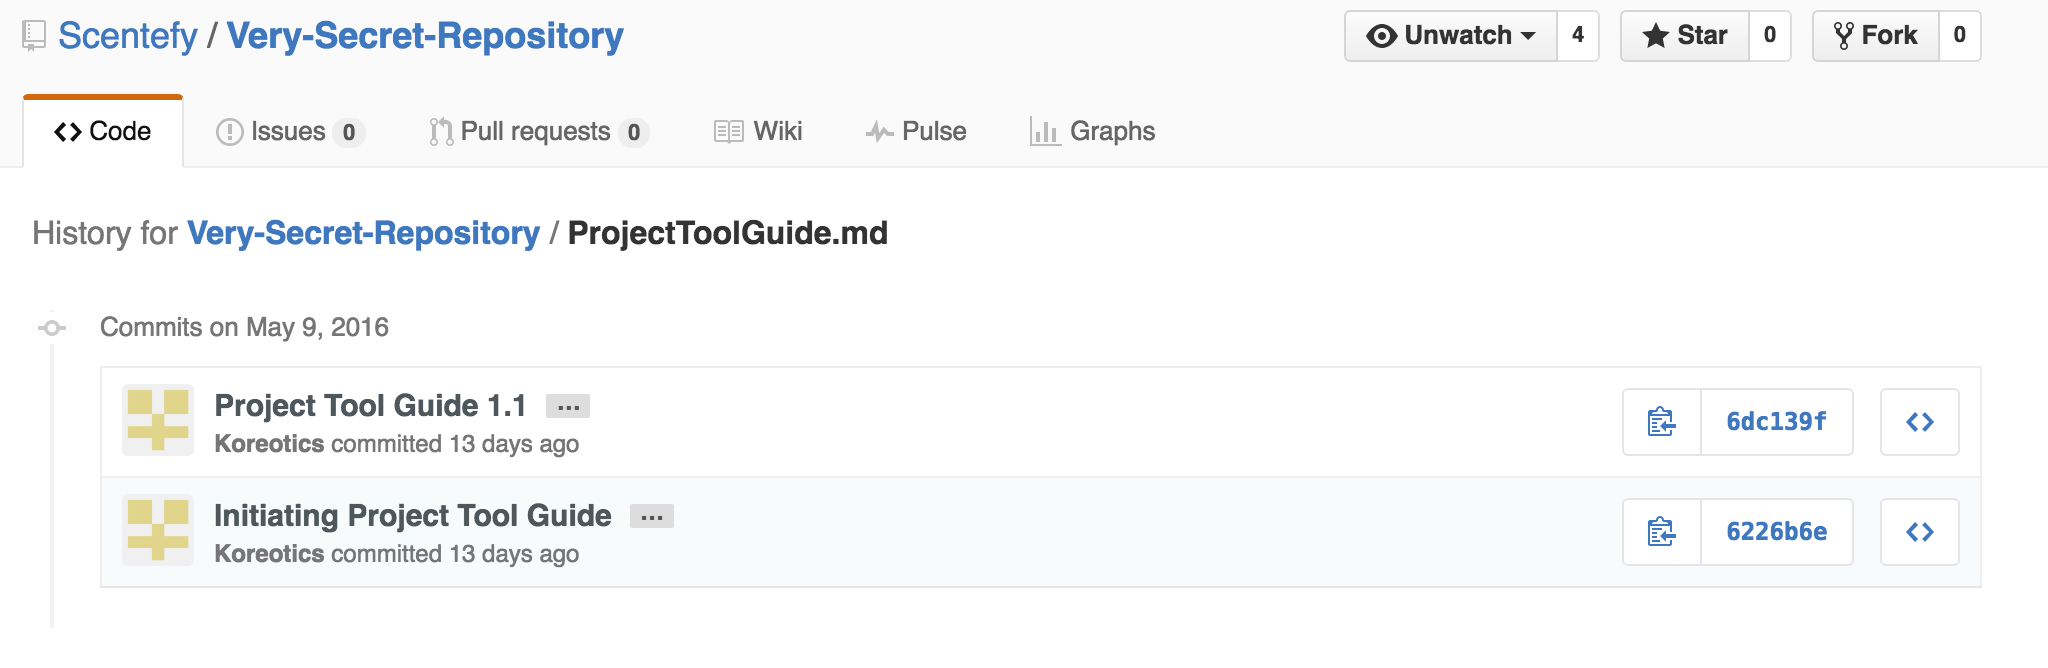 Scentefy / Very-Secret-Repository
Unwatch 4 Star 0 Fork 0
Code Issues 0 Pull requests 0 Wiki Pulse Graphs
History for Very-Secret-Repository / ProjectToolGuide.md
Commits on May 9, 2016
Project Tool Guide 1.1 ...
Koreotics committed 13 days ago
6dc139f
Initiating Project Tool Guide ...
Koreotics committed 13 days ago
6226b6e